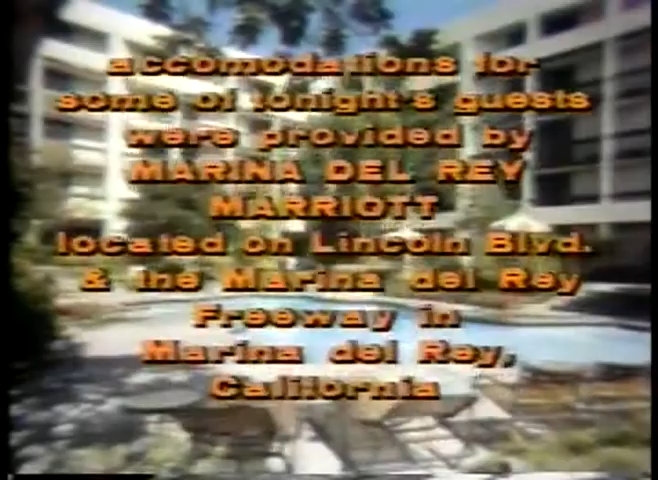 accomodations for
some of tonight's guests
were provided by
MARINA DEL REY
MARRIOTT
located on Lincoln Blvd.
& the Marina del Rey
Freeway in
Marina del Rey,
California